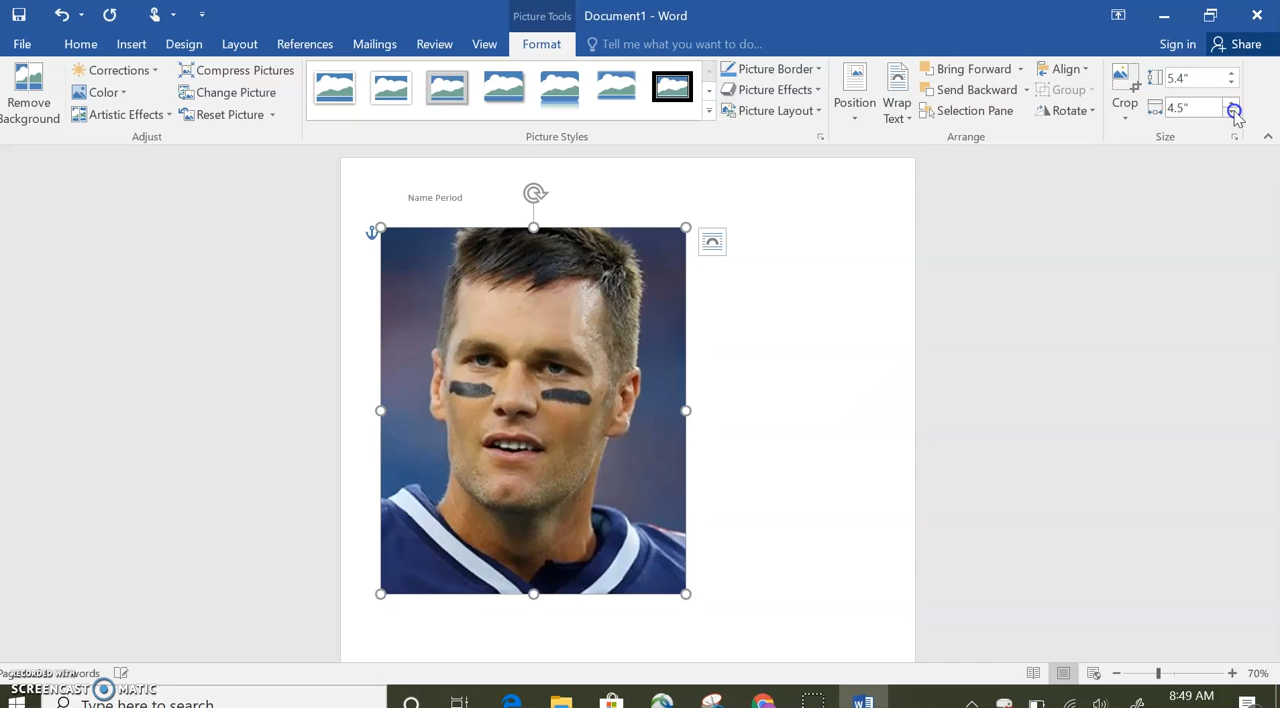 Picture Tools Document1 - Word
File Home Insert Design Layout References Mailings Review View Format Tell me what you want to do... Sign in Share
Remove Background
Corrections
Color
Artistic Effects
Compress Pictures
Change Picture
Reset Picture
Adjust
Picture Styles
Picture Border
Picture Effects
Picture Layout
Position
Wrap Text
Bring Forward
Send Backward
Selection Pane
Align
Group
Rotate
Arrange
Crop
5.4"
4.5"
Size
Name Period
RECORDED WITH
SCREENCAST MATIC
words
70%
Type here to search
8:49 AM